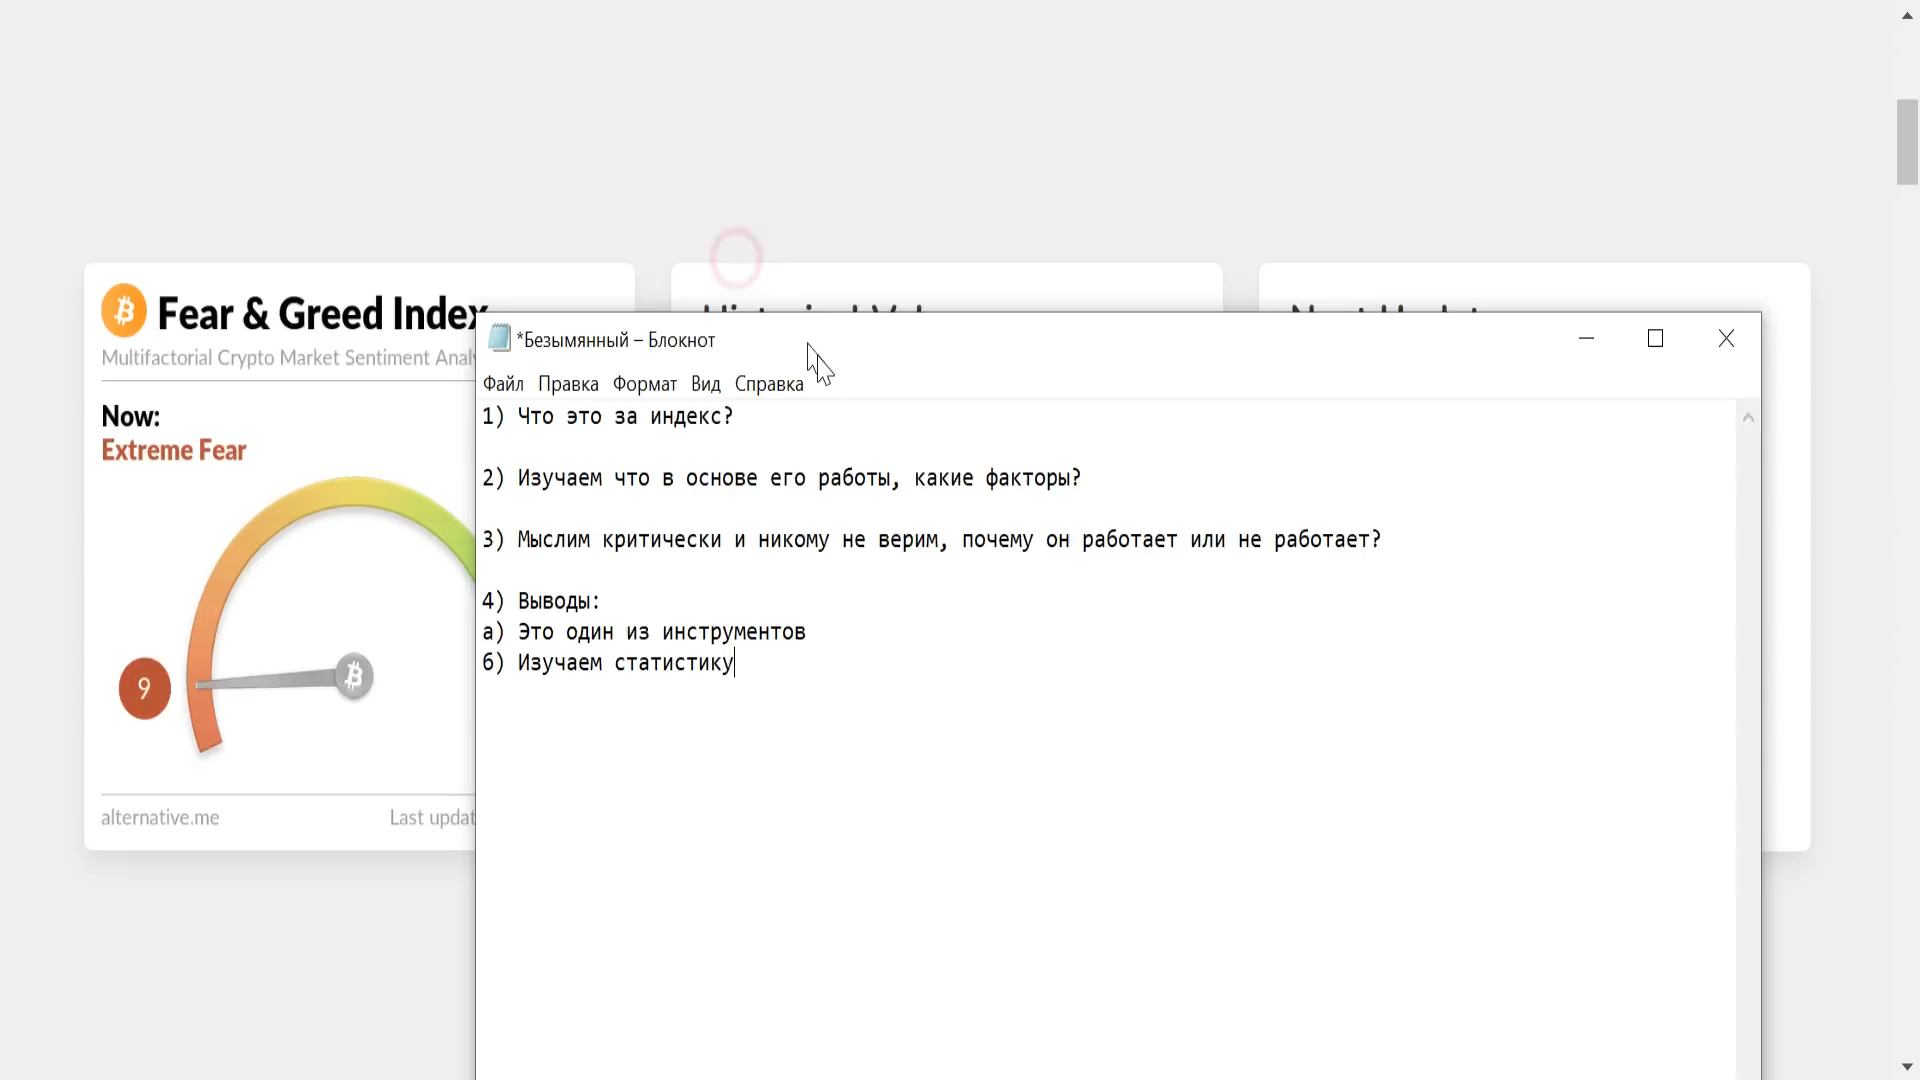 Fear & Greed Index
Multifactorial Crypto Market Sentiment
Now:
Extreme Fear
9
alternative.me
Last
*Безымянный – Блокнот
Файл Правка Формат Вид Справка
1) Что это за индекс?
2) Изучаем что в основе его работы, какие факторы?
3) Мыслим критически и никому не верим, почему он работает или не работает?
4) Выводы:
а) Это один из инструментов
б) Изучаем статистику